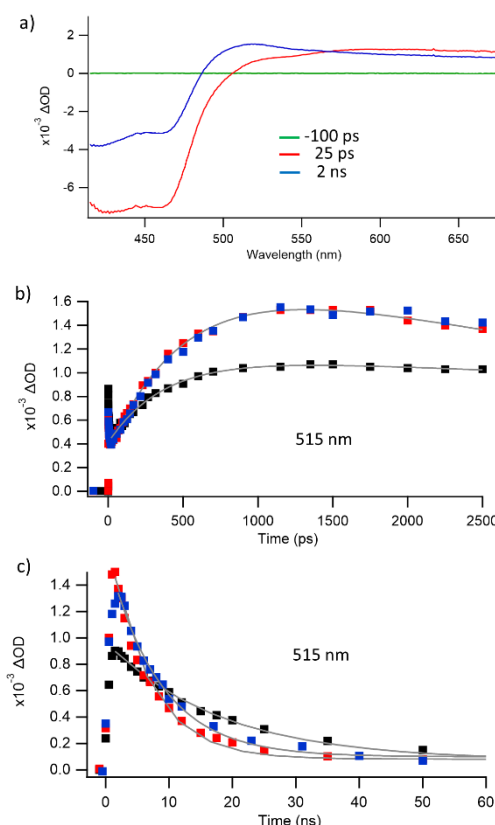 a)
x10⁻³ ΔOD
2
0
-2
-4
-6
-100 ps
25 ps
2 ns
450 500 550 600 650
Wavelength (nm)
b)
x10⁻³ ΔOD
1.6
1.4
1.2
1.0
0.8
0.6
0.4
0.2
0.0
515 nm
0 500 1000 1500 2000 2500
Time (ps)
c)
x10⁻³ ΔOD
1.4
1.2
1.0
0.8
0.6
0.4
0.2
0.0
515 nm
0 10 20 30 40 50 60
Time (ns)